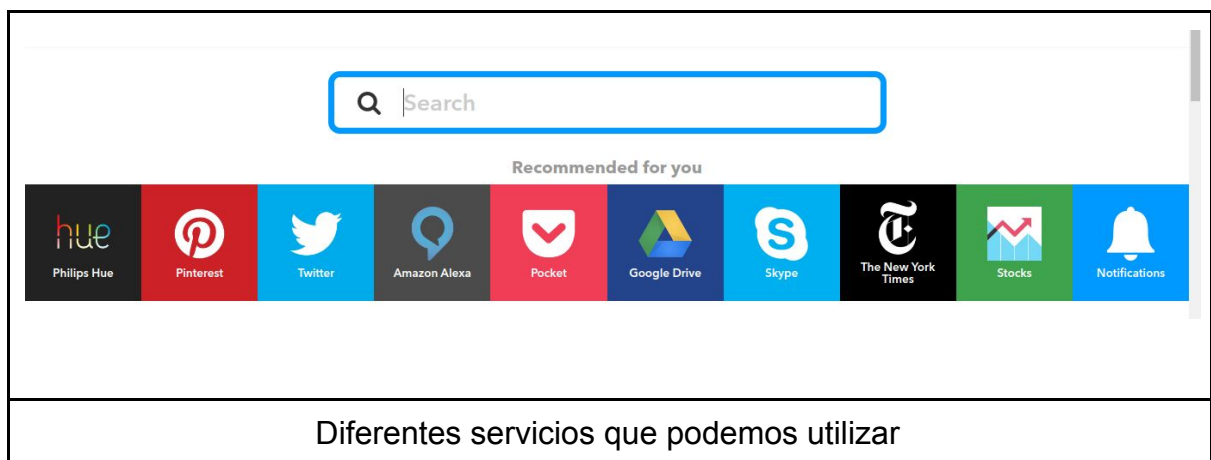 Search
Recommended for you
hue
Philips Hue
Pinterest
Twitter
Amazon Alexa
Pocket
Google Drive
S
Skype
The New York
Times
Stocks
Notifications
Diferentes servicios que podemos utilizar